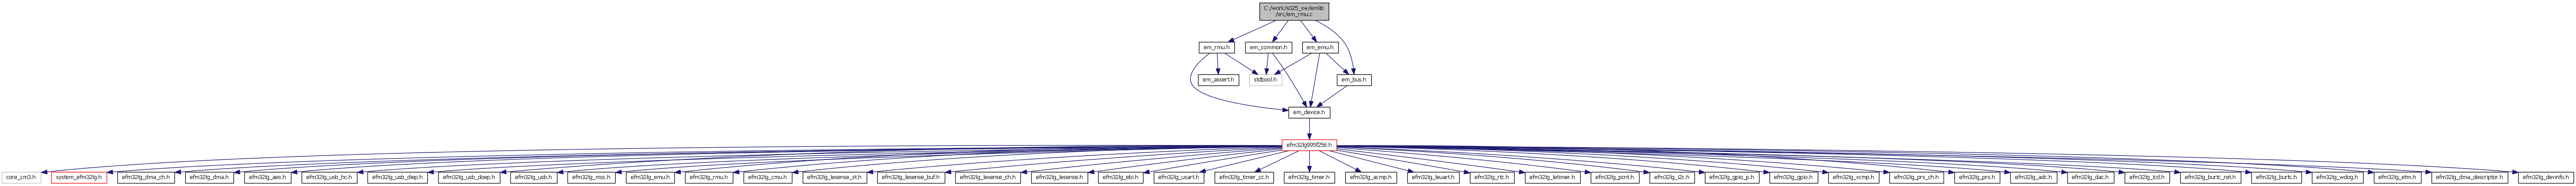 C:/work/s025_sw/emlib
/src/em_rmu.c
em_rmu.h
em_common.h
em_emu.h
em_assert.h
stdbool.h
em_bus.h
em_device.h
efm32lg995f256.h
core_cm3.h
system_efm32lg.h
efm32lg_dma_ch.h
efm32lg_dma.h
efm32lg_aes.h
efm32lg_usb_hc.h
efm32lg_usb_diep.h
efm32lg_usb_doep.h
efm32lg_usb.h
efm32lg_msc.h
efm32lg_emu.h
efm32lg_rmu.h
efm32lg_cmu.h
efm32lg_lesense_st.h
efm32lg_lesense_buf.h
efm32lg_lesense_ch.h
efm32lg_lesense.h
efm32lg_ebi.h
efm32lg_usart.h
efm32lg_timer_cc.h
efm32lg_timer.h
efm32lg_acmp.h
efm32lg_leuart.h
efm32lg_rtc.h
efm32lg_letimer.h
efm32lg_pcnt.h
efm32lg_i2c.h
efm32lg_gpio_p.h
efm32lg_gpio.h
efm32lg_vcmp.h
efm32lg_prs_ch.h
efm32lg_prs.h
efm32lg_adc.h
efm32lg_dac.h
efm32lg_lcd.h
efm32lg_burtc_ret.h
efm32lg_burtc.h
efm32lg_wdog.h
efm32lg_etm.h
efm32lg_dma_descriptor.h
efm32lg_devinfo.h